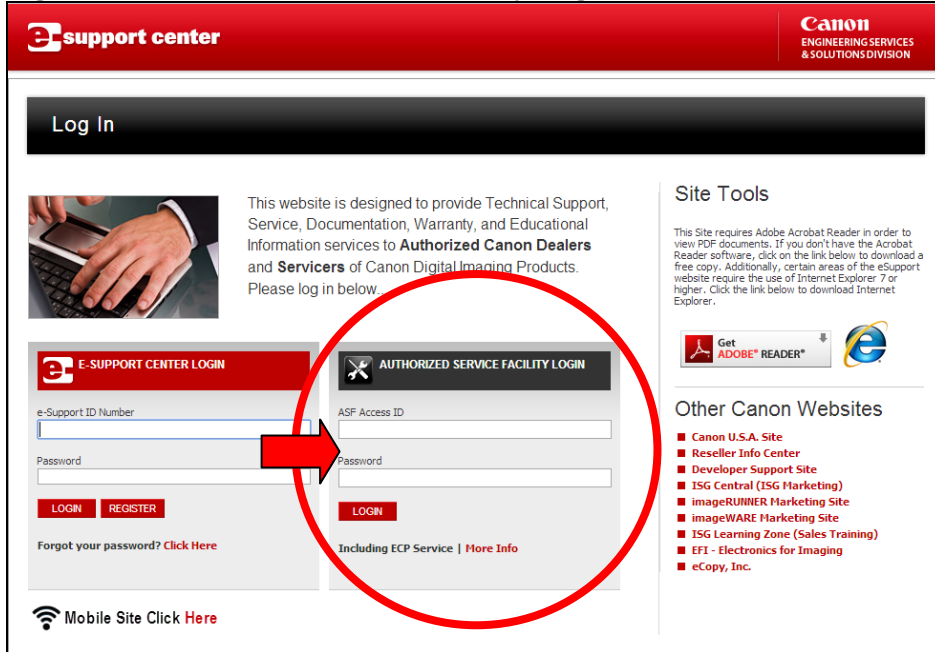 e-support center
Canon
ENGINEERING SERVICES
& SOLUTIONS DIVISION
Log In
This website is designed to provide Technical Support,
Service, Documentation, Warranty, and Educational
Information services to Authorized Canon Dealers
and Servicers of Canon Digital Imaging Products.
Please log in below..
E-SUPPORT CENTER LOGIN
e-Support ID Number
Password
LOGIN REGISTER
Forgot your password? Click Here
AUTHORIZED SERVICE FACILITY LOGIN
ASF Access ID
Password
LOGIN
Including ECP Service | More Info
Mobile Site Click Here
Site Tools
This Site requires Adobe Acrobat Reader in order to
view PDF documents. If you don't have the Acrobat
Reader software, click on the link below to download a
free copy. Additionally, certain areas of the eSupport
website require the use of Internet Explorer 7 or
higher. Click the link below to download Internet
Explorer.
Get
ADOBE® READER®
Other Canon Websites
Canon U.S.A. Site
Reseller Info Center
Developer Support Site
ISG Central (ISG Marketing)
imageRUNNER Marketing Site
imageWARE Marketing Site
ISG Learning Zone (Sales Training)
EFI - Electronics for Imaging
eCopy, Inc.